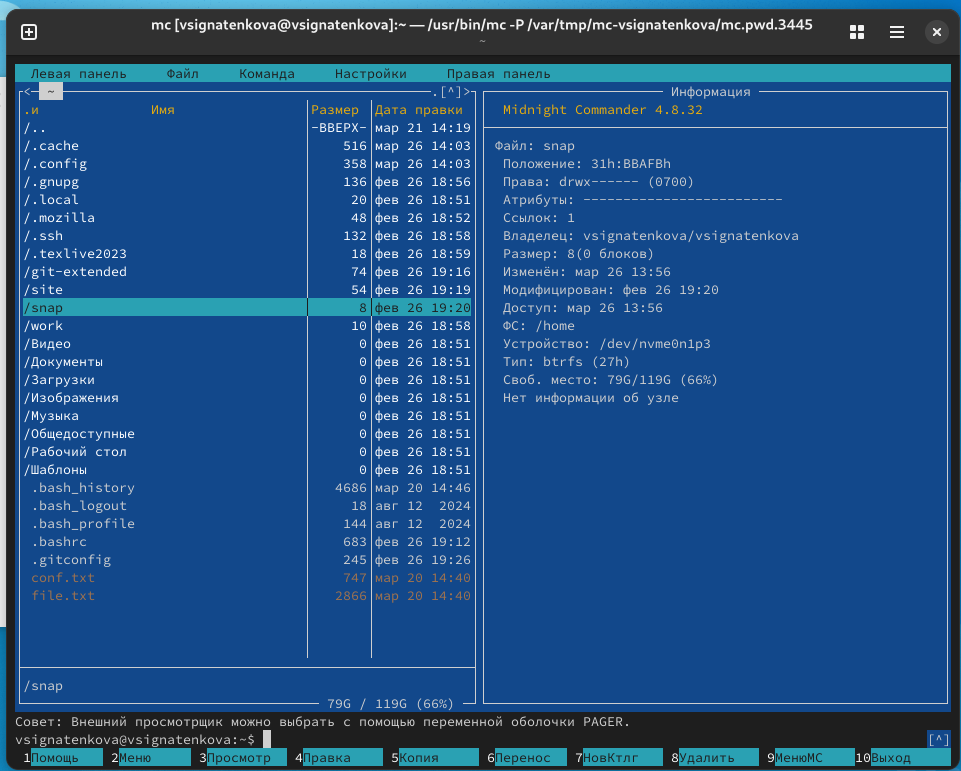 mc [vsignatenkova@vsignatenkova]:~ — /usr/bin/mc -P /var/tmp/mc-vsignatenkova/mc.pwd.3445
~
Левая панель Файл Команда Настройки Правая панель
<— ~ .[^]>
.и Имя Размер Дата правки
/.. -ВВЕРХ- мар 21 14:19
/.cache 516 мар 26 14:03
/.config 358 мар 26 14:03
/.gnupg 136 фев 26 18:56
/.local 20 фев 26 18:51
/.mozilla 48 фев 26 18:52
/.ssh 132 фев 26 18:58
/.texlive2023 18 фев 26 18:59
/git-extended 74 фев 26 19:16
/site 54 фев 26 19:19
/snap 8 фев 26 19:20
/work 10 фев 26 18:58
/Видео 0 фев 26 18:51
/Документы 0 фев 26 18:51
/Загрузки 0 фев 26 18:51
/Изображения 0 фев 26 18:51
/Музыка 0 фев 26 18:51
/Общедоступные 0 фев 26 18:51
/Рабочий стол 0 фев 26 18:51
/Шаблоны 0 фев 26 18:51
.bash_history 4686 мар 20 14:46
.bash_logout 18 авг 12 2024
.bash_profile 144 авг 12 2024
.bashrc 683 фев 26 19:12
.gitconfig 245 фев 26 19:26
conf.txt 747 мар 20 14:40
file.txt 2866 мар 20 14:40
/snap
79G / 119G (66%)
Информация
Midnight Commander 4.8.32
Файл: snap
Положение: 31h:BBAFBh
Права: drwx------ (0700)
Атрибуты: -------------------------
Ссылок: 1
Владелец: vsignatenkova/vsignatenkova
Размер: 8(0 блоков)
Изменён: мар 26 13:56
Модифицирован: фев 26 19:20
Доступ: мар 26 13:56
ФС: /home
Устройство: /dev/nvme0n1p3
Тип: btrfs (27h)
Своб. место: 79G/119G (66%)
Нет информации об узле
Совет: Внешний просмотрщик можно выбрать с помощью переменной оболочки PAGER.
vsignatenkova@vsignatenkova:~$ [^]
1Помощь 2Меню 3Просмотр 4Правка 5Копия 6Перенос 7НовКтлг 8Удалить 9МенюМС 10Выход